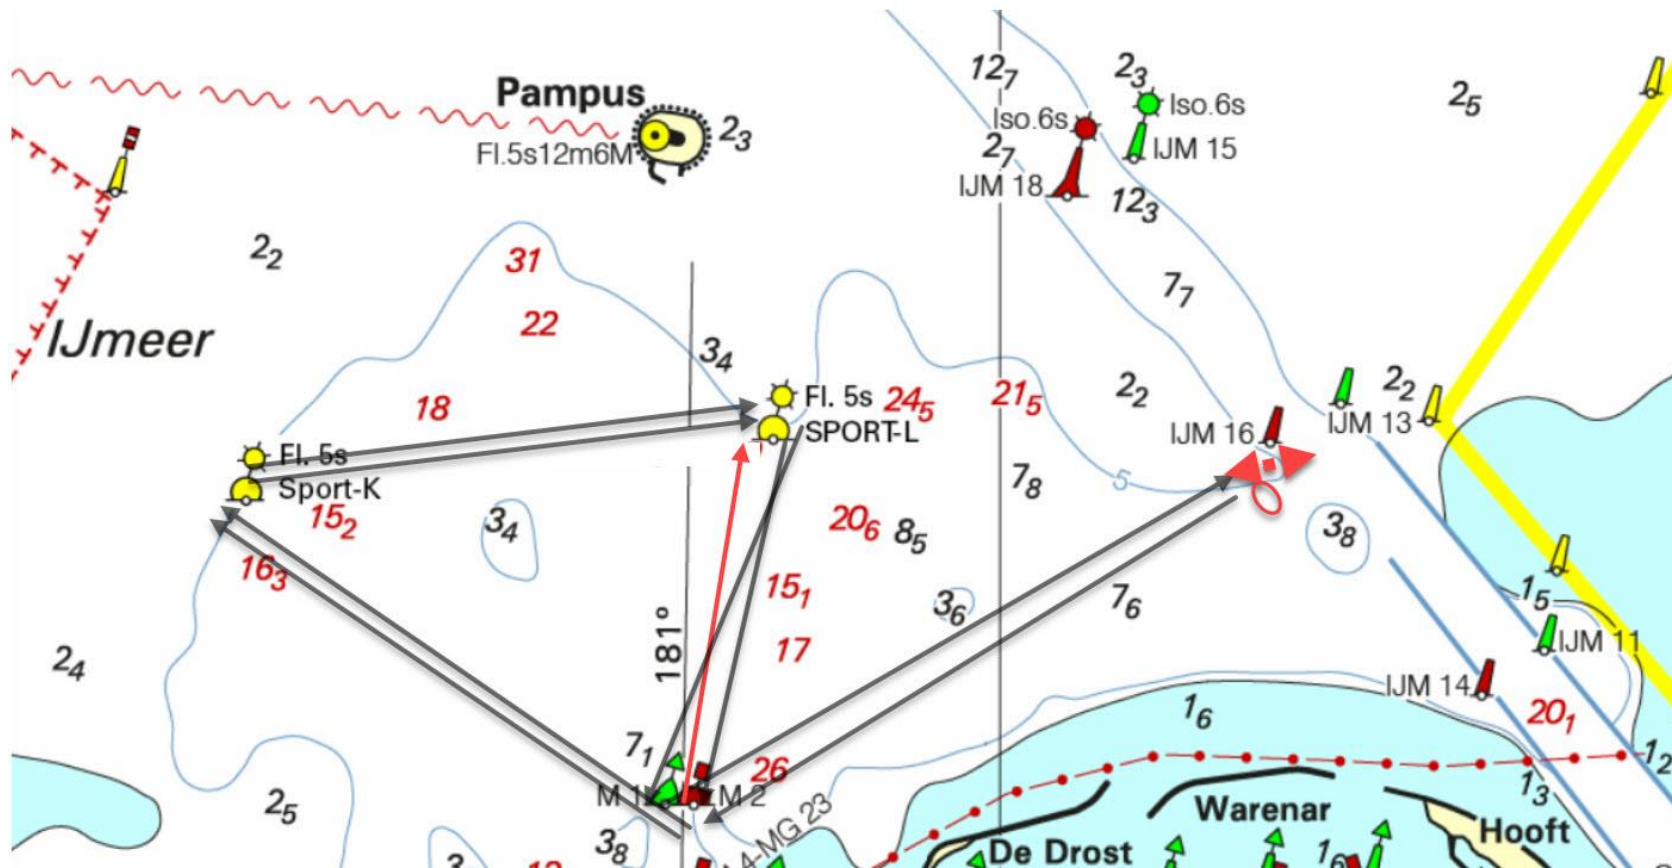 12₇
2₃
Pampus
Iso.6s
Iso.6s
2₅
2₃
Fl.5s12m6M
2₇
IJM 15
IJM 18
12₃
2₂
31
7₇
22
IJmeer
3₄
2₂
2₂
18
Fl. 5s
24₅
21₅
IJM 13
SPORT-L
IJM 16
Fl. 5s
Sport-K
7₈
5
15₂
3₄
20₆
8₅
3₈
16₃
15₁
3₆
7₆
1₅
181°
17
IJM 11
2₄
IJM 14
1₆
20₁
7₁
26
1₂
M 1
M 2
1₃
2₅
Warenar
Hooft
3₈
4-MG 23
De Drost
1₆